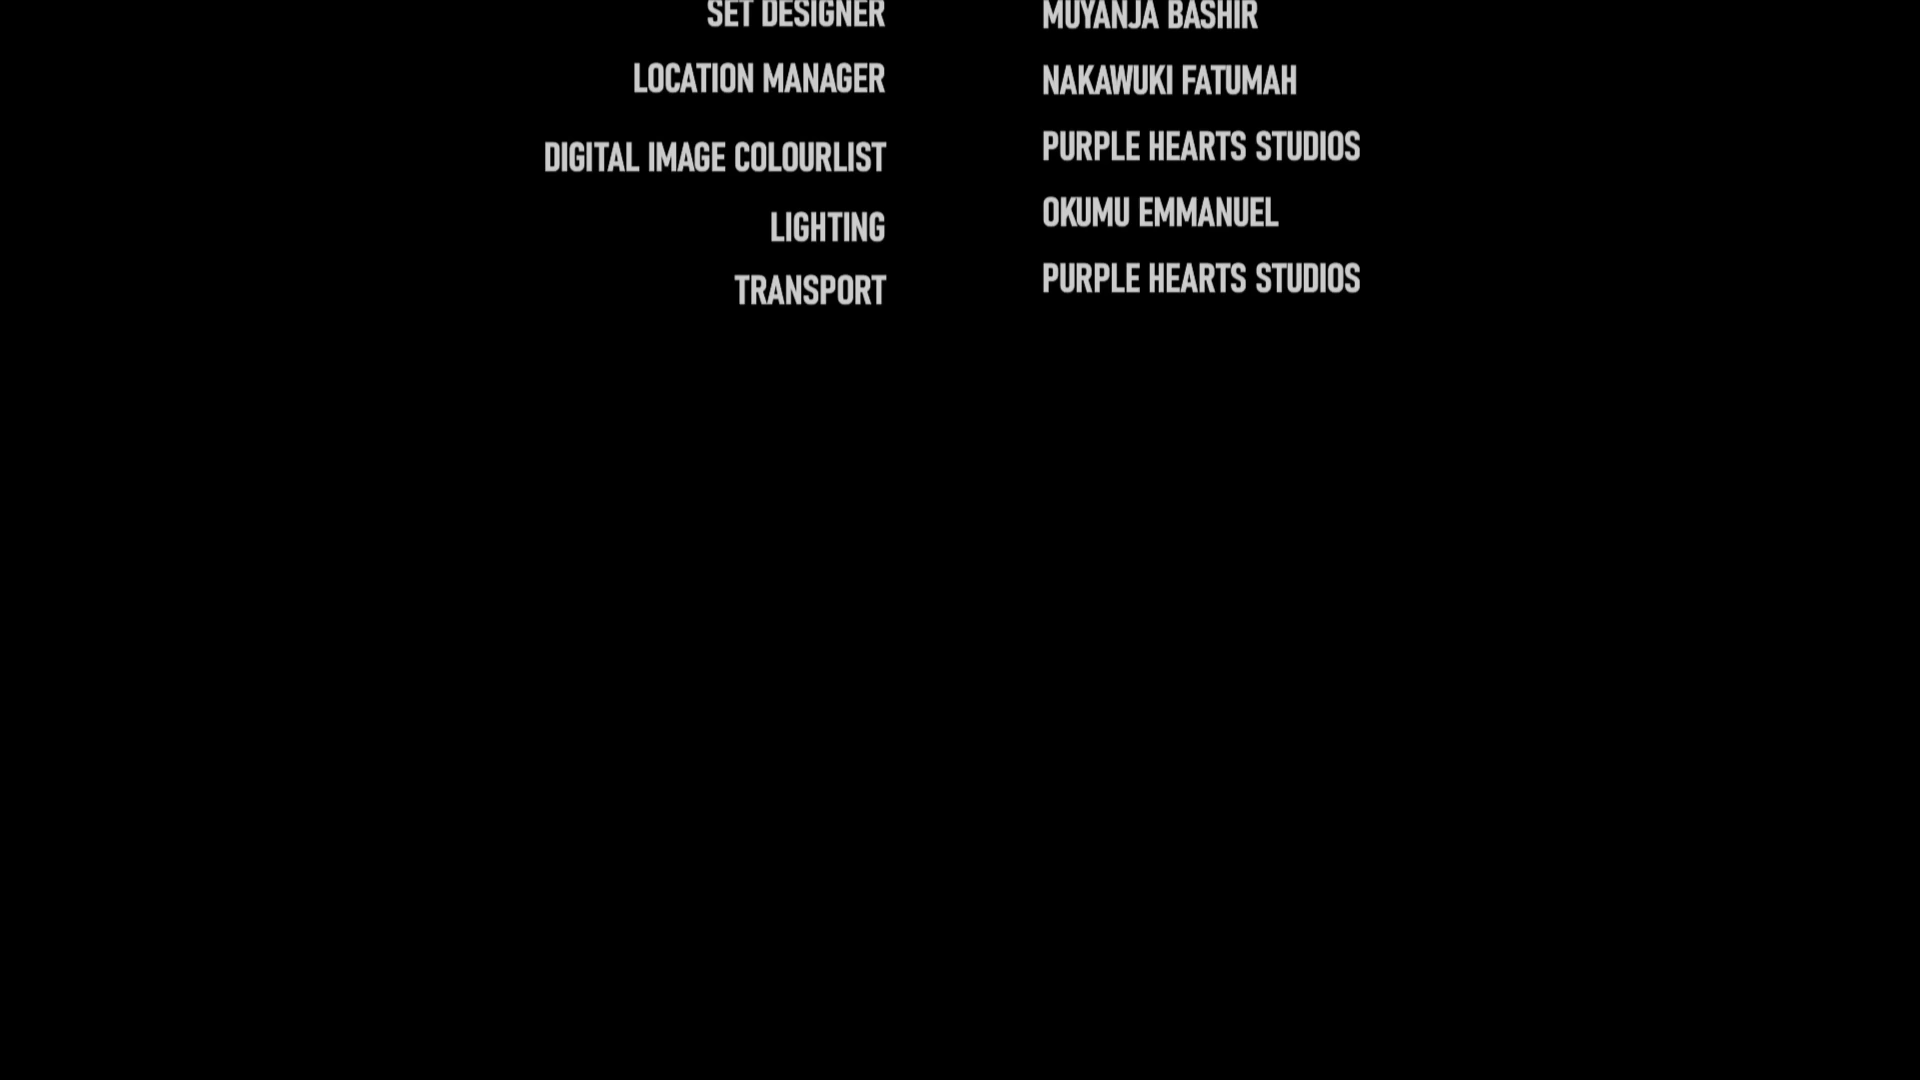 SET DESIGNER MUYANJA BASHIR
LOCATION MANAGER NAKAWUKI FATUMAH
DIGITAL IMAGE COLOURLIST PURPLE HEARTS STUDIOS
LIGHTING OKUMU EMMANUEL
TRANSPORT PURPLE HEARTS STUDIOS